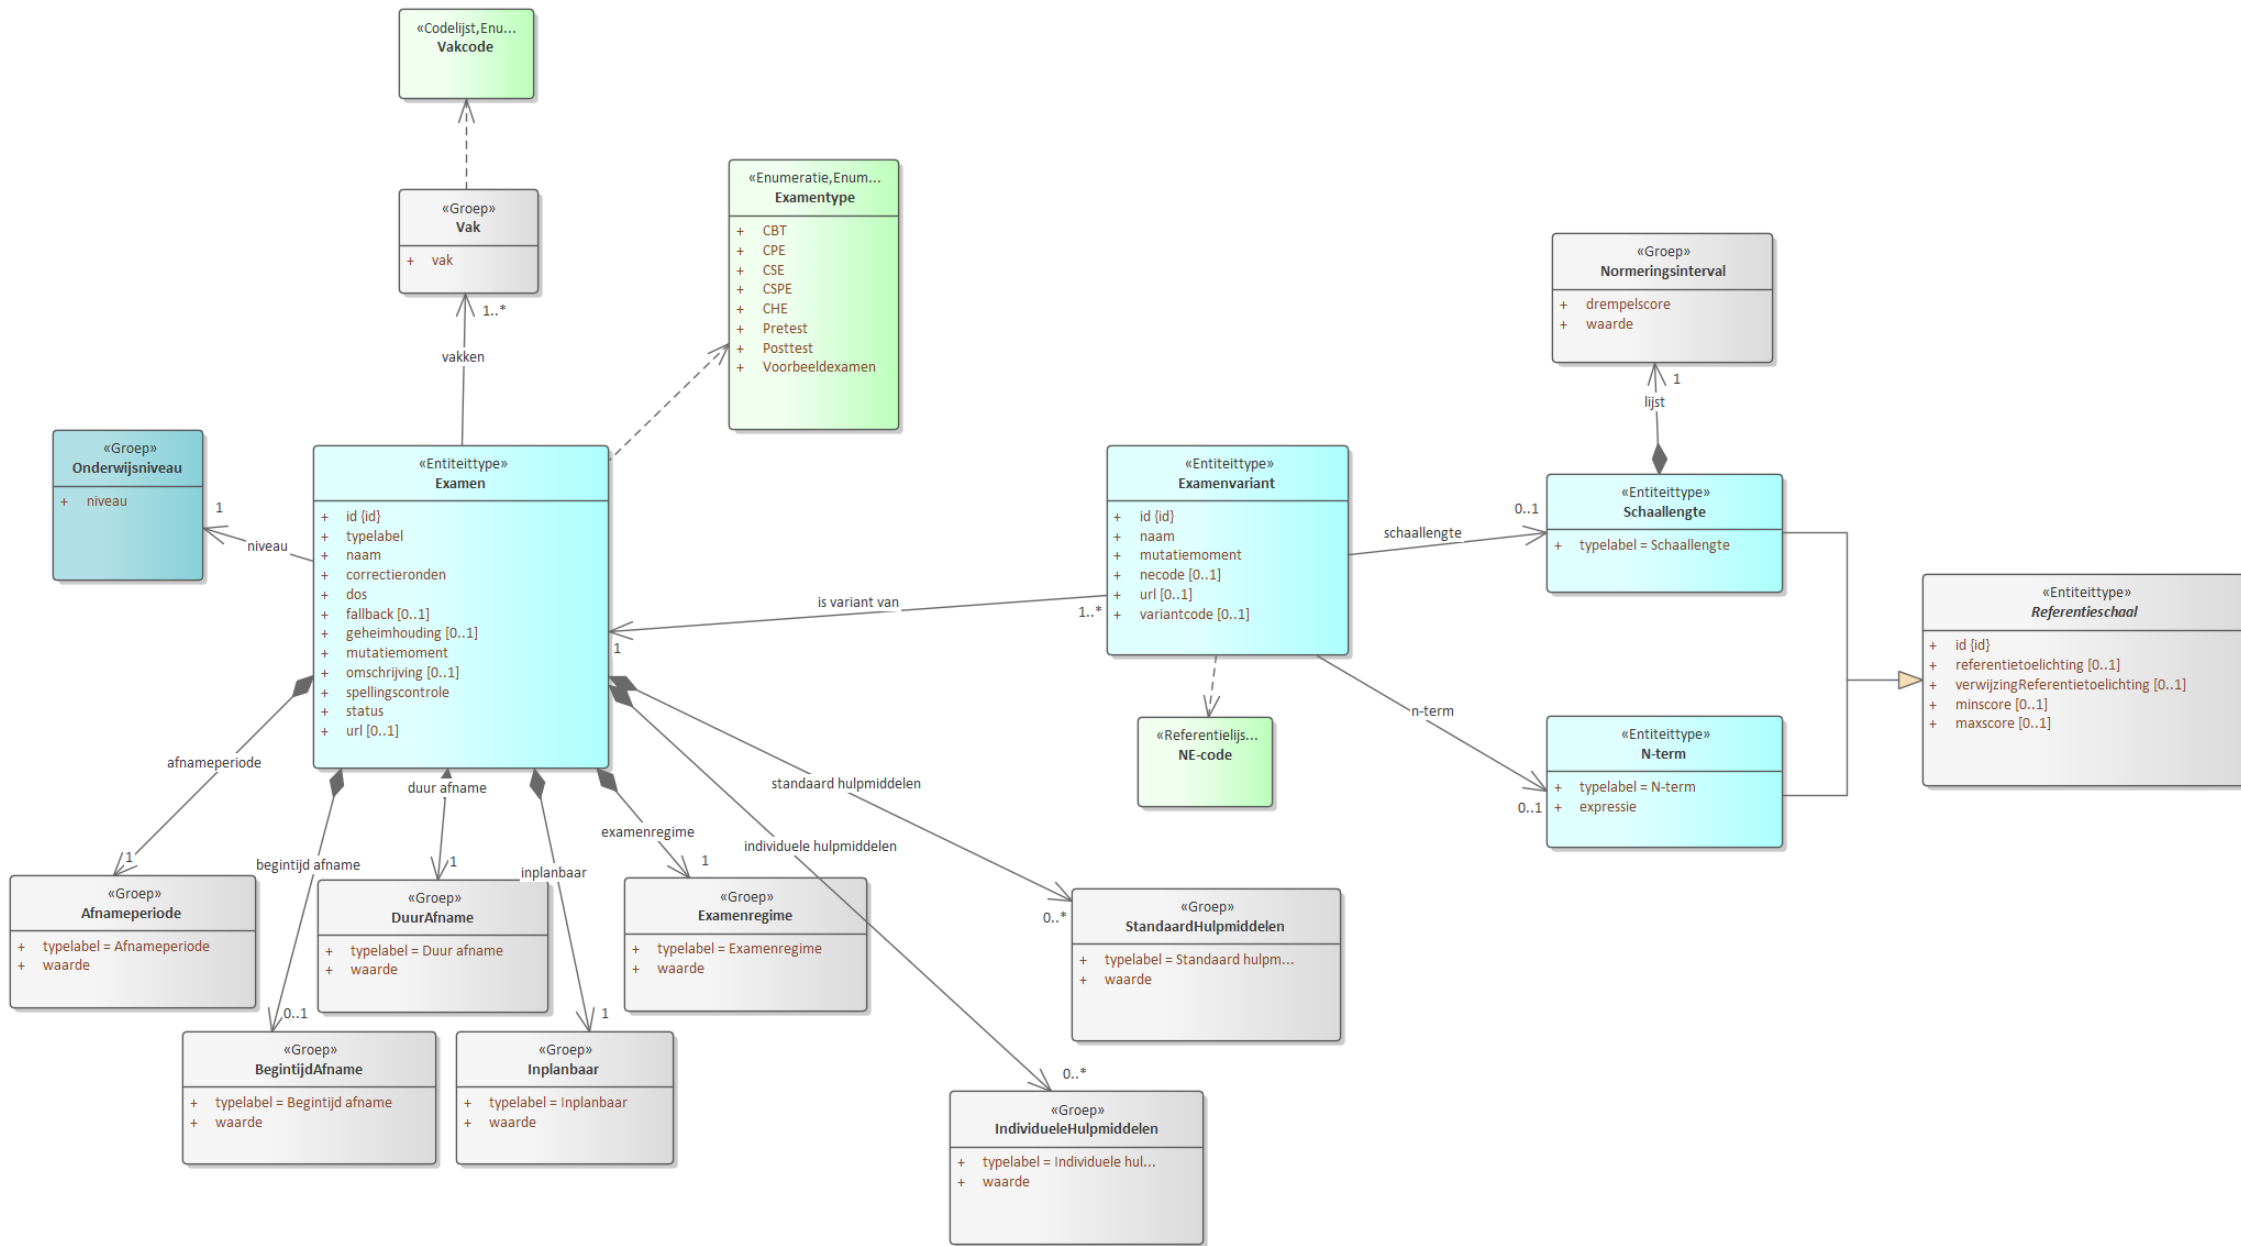 «Codelijst,Enu...
Vakcode
«Groep»
Vak
+ vak
1..*
vakken
«Enumeratie,Enum...
Examentype
+ CBT
+ CPE
+ CSE
+ CSPE
+ CHE
+ Pretest
+ Posttest
+ Voorbeeldexamen
«Groep»
Normeringsinterval
+ drempelscore
+ waarde
1
lijst
«Groep»
Onderwijsniveau
+ niveau
1
niveau
«Entiteittype»
Examen
+ id {id}
+ typelabel
+ naam
+ correctieronden
+ dos
+ fallback [0..1]
+ geheimhouding [0..1]
+ mutatiemoment
+ omschrijving [0..1]
+ spellingscontrole
+ status
+ url [0..1]
is variant van
1..*
1
«Entiteittype»
Examenvariant
+ id {id}
+ naam
+ mutatiemoment
+ necode [0..1]
+ url [0..1]
+ variantcode [0..1]
schaallengte
0..1
«Entiteittype»
Schaallengte
+ typelabel = Schaallengte
«Entiteittype»
Referentieschaal
+ id {id}
+ referentietoelichting [0..1]
+ verwijzingReferentietoelichting [0..1]
+ minscore [0..1]
+ maxscore [0..1]
n-term
0..1
«Entiteittype»
N-term
+ typelabel = N-term
+ expressie
«Referentielijs...
NE-code
afnameperiode
1
begintijd afname
0..1
duur afname
1
inplanbaar
1
examenregime
1
standaard hulpmiddelen
0..*
individuele hulpmiddelen
0..*
«Groep»
Afnameperiode
+ typelabel = Afnameperiode
+ waarde
«Groep»
DuurAfname
+ typelabel = Duur afname
+ waarde
«Groep»
Examenregime
+ typelabel = Examenregime
+ waarde
«Groep»
StandaardHulpmiddelen
+ typelabel = Standaard hulpm...
+ waarde
«Groep»
BegintijdAfname
+ typelabel = Begintijd afname
+ waarde
«Groep»
Inplanbaar
+ typelabel = Inplanbaar
+ waarde
«Groep»
IndividueleHulpmiddelen
+ typelabel = Individuele hul...
+ waarde